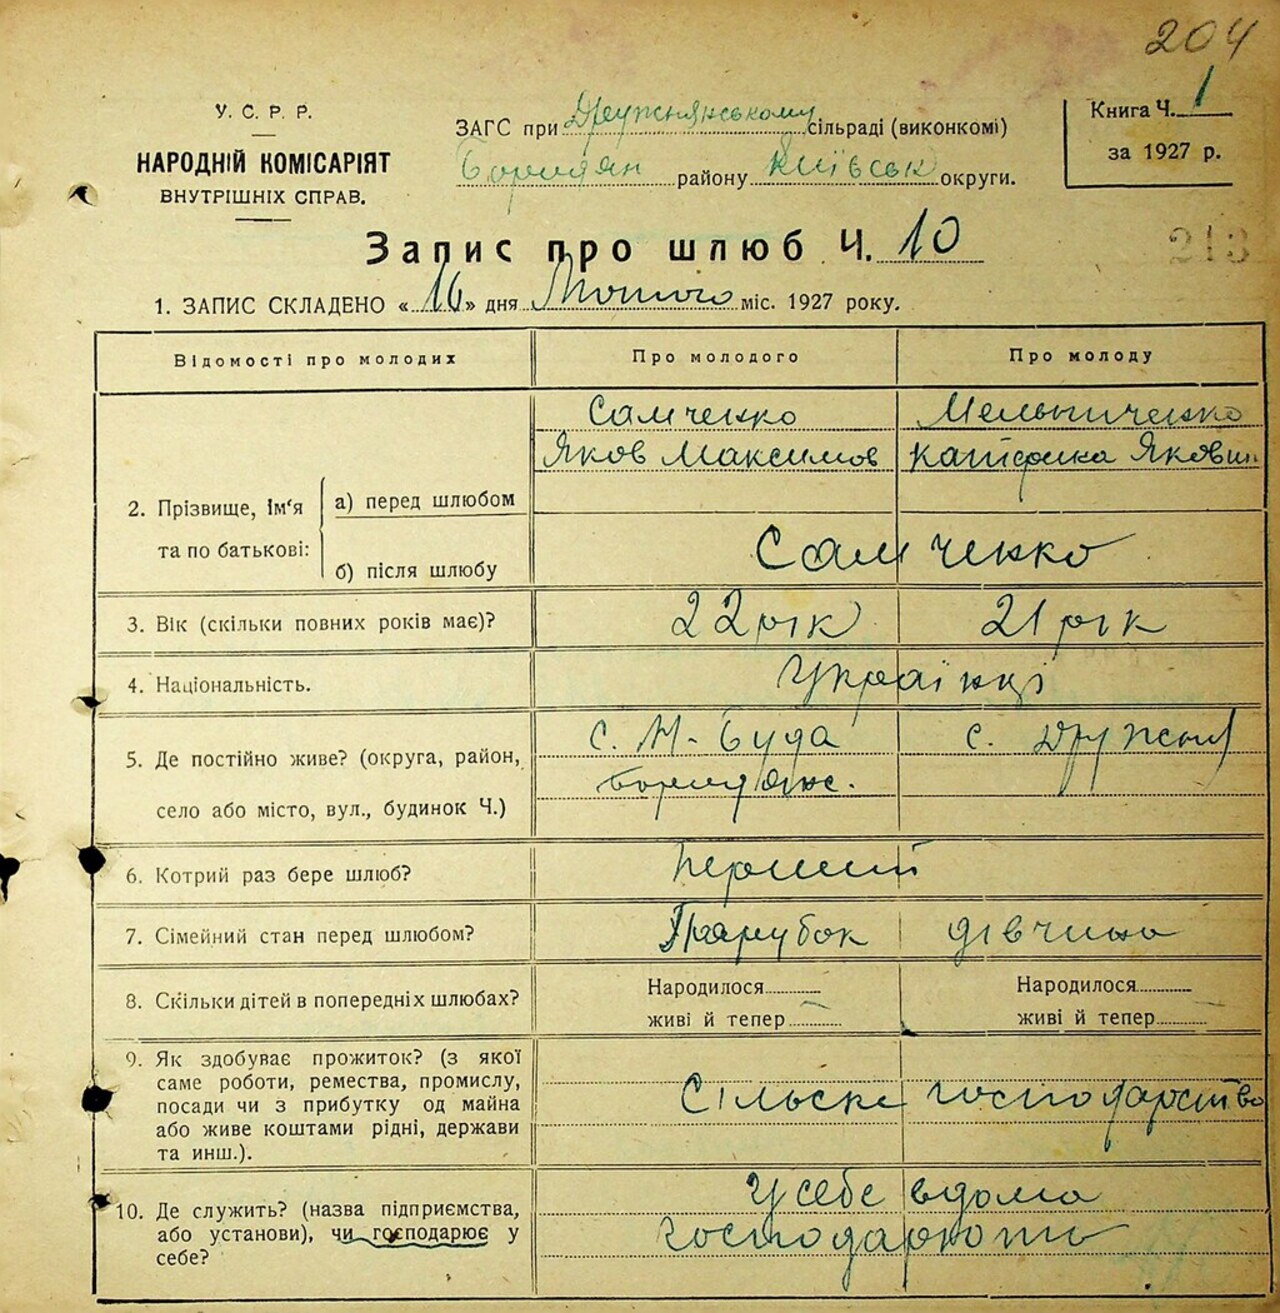 204
У. С. Р. Р.
НАРОДНІЙ КОМІСАРІЯТ
ВНУТРІШНІХ СПРАВ.
ЗАГС при Дружнянському сільраді (виконкомі)
Бородян району Київськ округи.
Книга Ч. 1
за 1927 р.
Запис про шлюб Ч. 10
213
1. ЗАПИС СКЛАДЕНО «16» дня Лютого міс. 1927 року.
Відомості про молодих Про молодого Про молоду
Самченко Мельниченко
Яков Максимов Катерина Яковл.
2. Прізвище, Ім‘я та по батькові:
а) перед шлюбом
б) після шлюбу
Самченко
3. Вік (скільки повних років має)? 22 рік 21 рік
4. Національність. Українці
5. Де постійно живе? (округа, район, село або місто, вул., будинок Ч.)
с. М-Буда с. Дружня
бородянс.
6. Котрий раз бере шлюб? Перший
7. Сімейний стан перед шлюбом? Парубок дівчина
8. Скільки дітей в попередніх шлюбах? Народилося Народилося
живі й тепер живі й тепер
9. Як здобуває прожиток? (з якої
саме роботи, ремества, промислу,
посади чи з прибутку од майна
або живе коштами рідні, держави
та инш.).
Сільске господарство
10. Де служить? (назва підприємства,
або установи), чи господарює у
себе?
У себе вдома
господарють